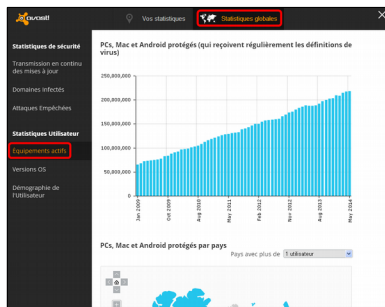 avast!
Vos statistiques
Statistiques globales
Statistiques de sécurité
Transmission en continu
des mises à jour
Domaines Infectés
Attaques Empêchées
Statistiques Utilisateur
Equipements actifs
Versions OS
Démographie de
l'Utilisateur
PCs, Mac et Android protégés (qui reçoivent régulièrement les définitions de
virus)
250,000,000
200,000,000
150,000,000
100,000,000
50,000,000
0
Jan 2009
Oct 2009
Aug 2010
May 2011
Feb 2012
Nov 2012
Aug 2013
May 2014
PCs, Mac et Android protégés par pays
Pays avec plus de 1 utilisateur